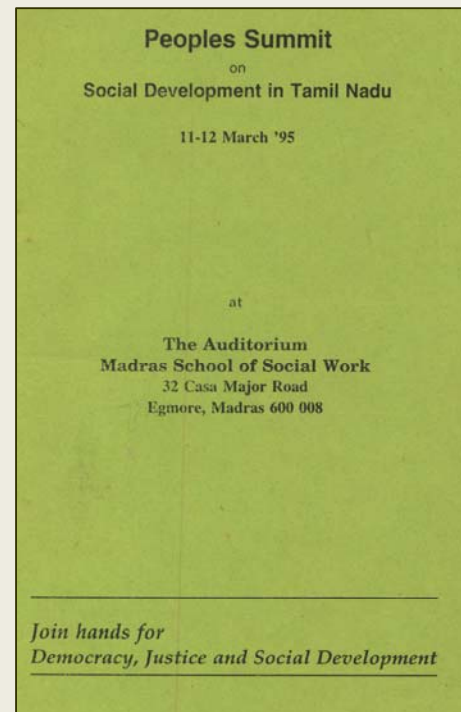 Peoples Summit
on
Social Development in Tamil Nadu
11-12 March '95
at
The Auditorium
Madras School of Social Work
32 Casa Major Road
Egmore, Madras 600 008
Join hands for
Democracy, Justice and Social Development